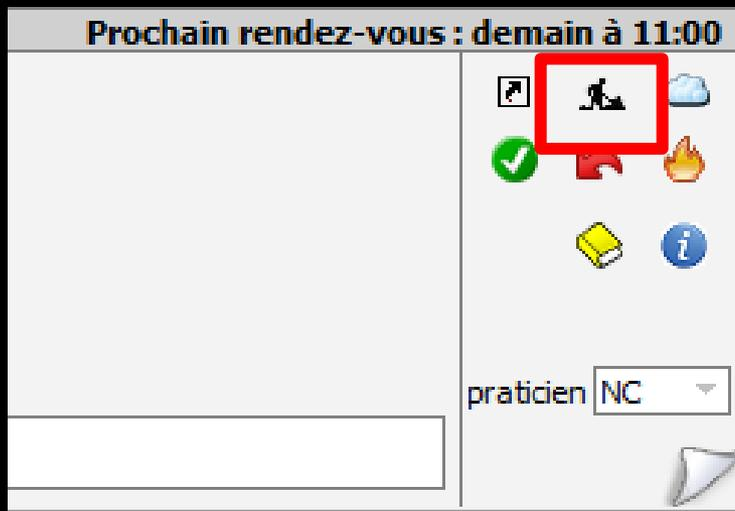 Prochain rendez-vous : demain à 11:00
praticien NC